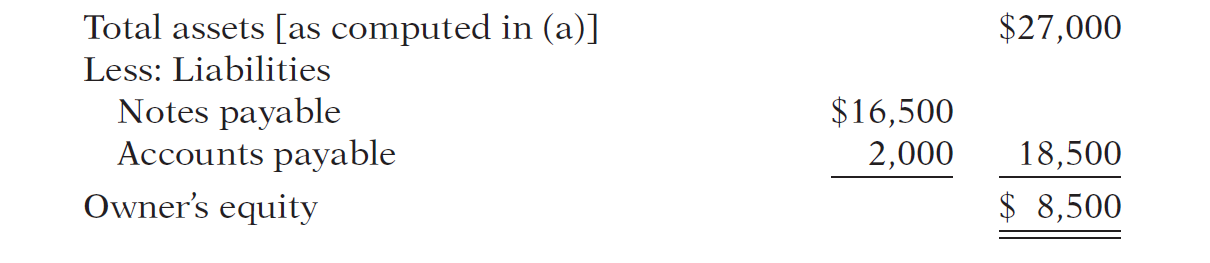 Total assets [as computed in (a)] $27,000
Less: Liabilities
Notes payable $16,500
Accounts payable 2,000 18,500
Owner’s equity $ 8,500